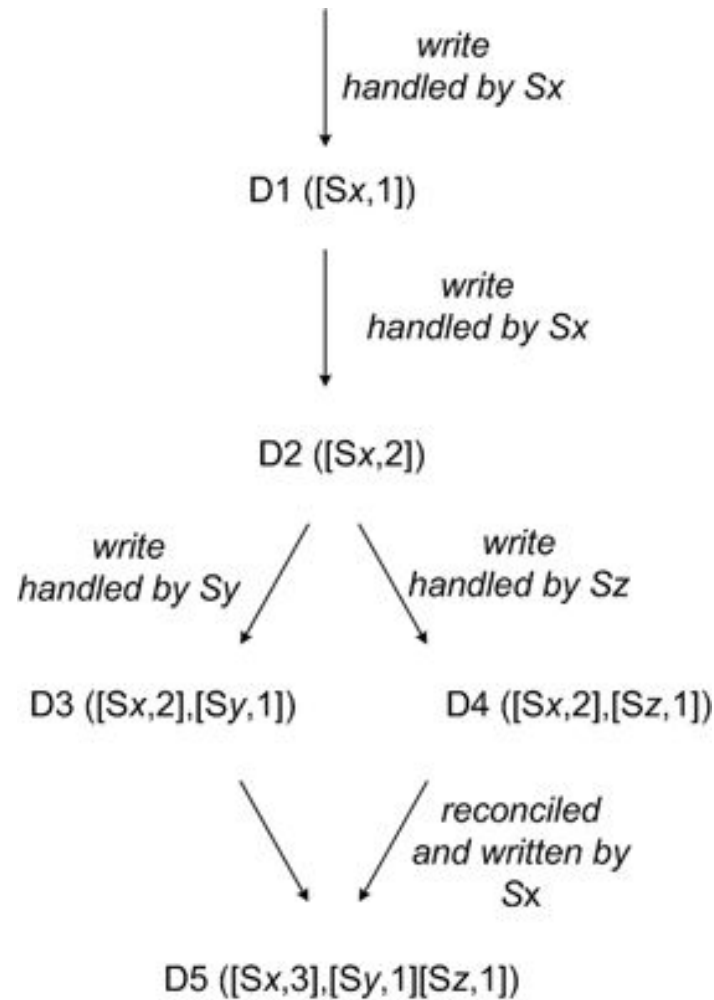 write
handled by Sx
D1 ([Sx,1])
write
handled by Sx
D2 ([Sx,2])
write
handled by Sy
write
handled by Sz
D3 ([Sx,2],[Sy,1])
D4 ([Sx,2],[Sz,1])
reconciled
and written by
Sx
D5 ([Sx,3],[Sy,1][Sz,1])